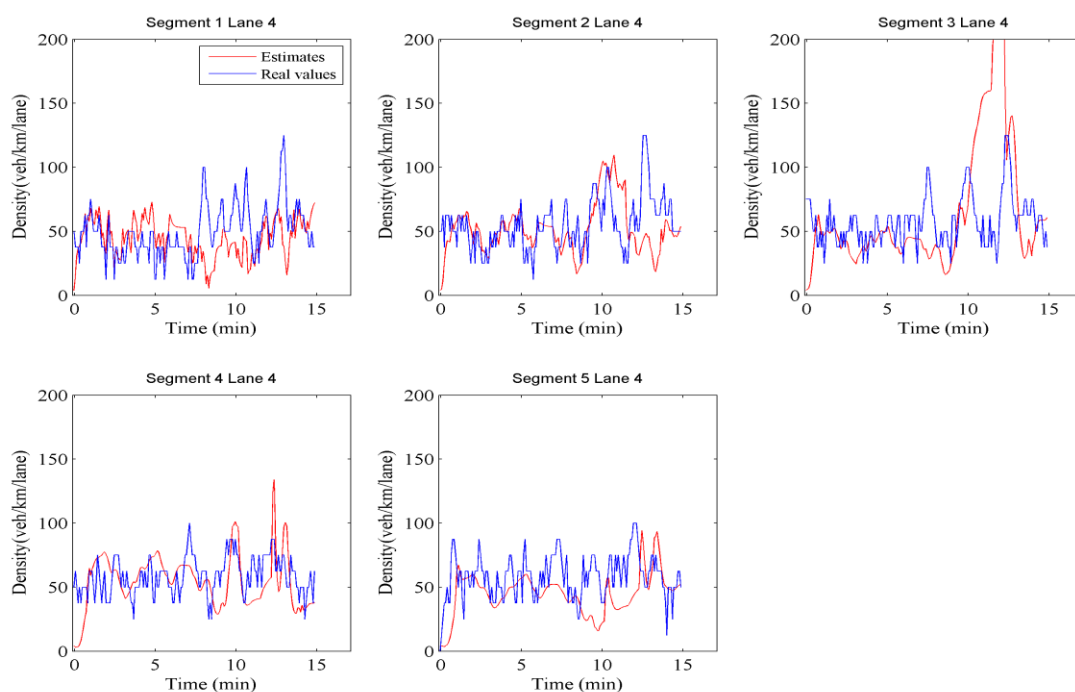 Segment 1 Lane 4
Segment 2 Lane 4
Segment 3 Lane 4
Density(veh/km/lane)
200
150
100
50
0
Estimates
Real values
0 5 10 15
Time (min)
Density(veh/km/lane)
200
150
100
50
0
0 5 10 15
Time (min)
Density(veh/km/lane)
200
150
100
50
0
0 5 10 15
Time (min)
Segment 4 Lane 4
Segment 5 Lane 4
Density(veh/km/lane)
200
150
100
50
0
0 5 10 15
Time (min)
Density(veh/km/lane)
200
150
100
50
0
0 5 10 15
Time (min)